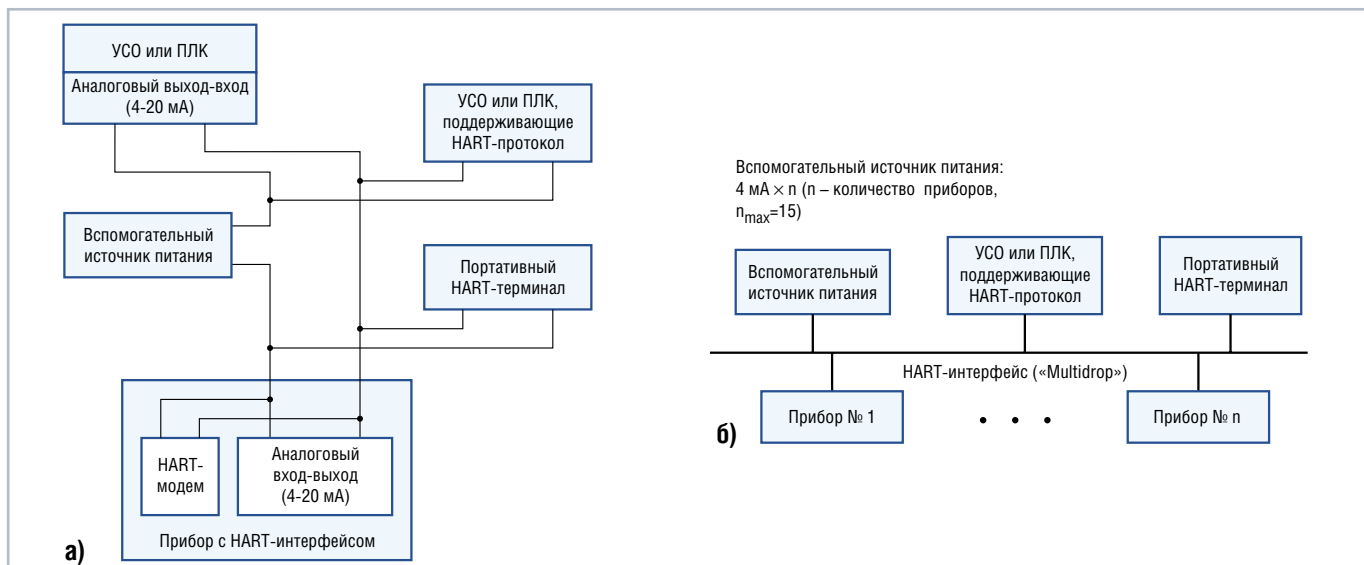 УСО или ПЛК
Аналоговый выход-вход
(4-20 мА)
УСО или ПЛК,
поддерживающие
HART-протокол
Вспомогательный
источник питания
Портативный
HART-терминал
HART-
модем
Аналоговый
вход-выход
(4-20 мА)
Прибор с HART-интерфейсом
а)
Вспомогательный источник питания:
4 мА × n (n – количество приборов,
nmax=15)
Вспомогательный
источник питания
УСО или ПЛК,
поддерживающие
HART-протокол
Портативный
HART-терминал
HART-интерфейс («Multidrop»)
Прибор № 1
• • •
Прибор № n
б)